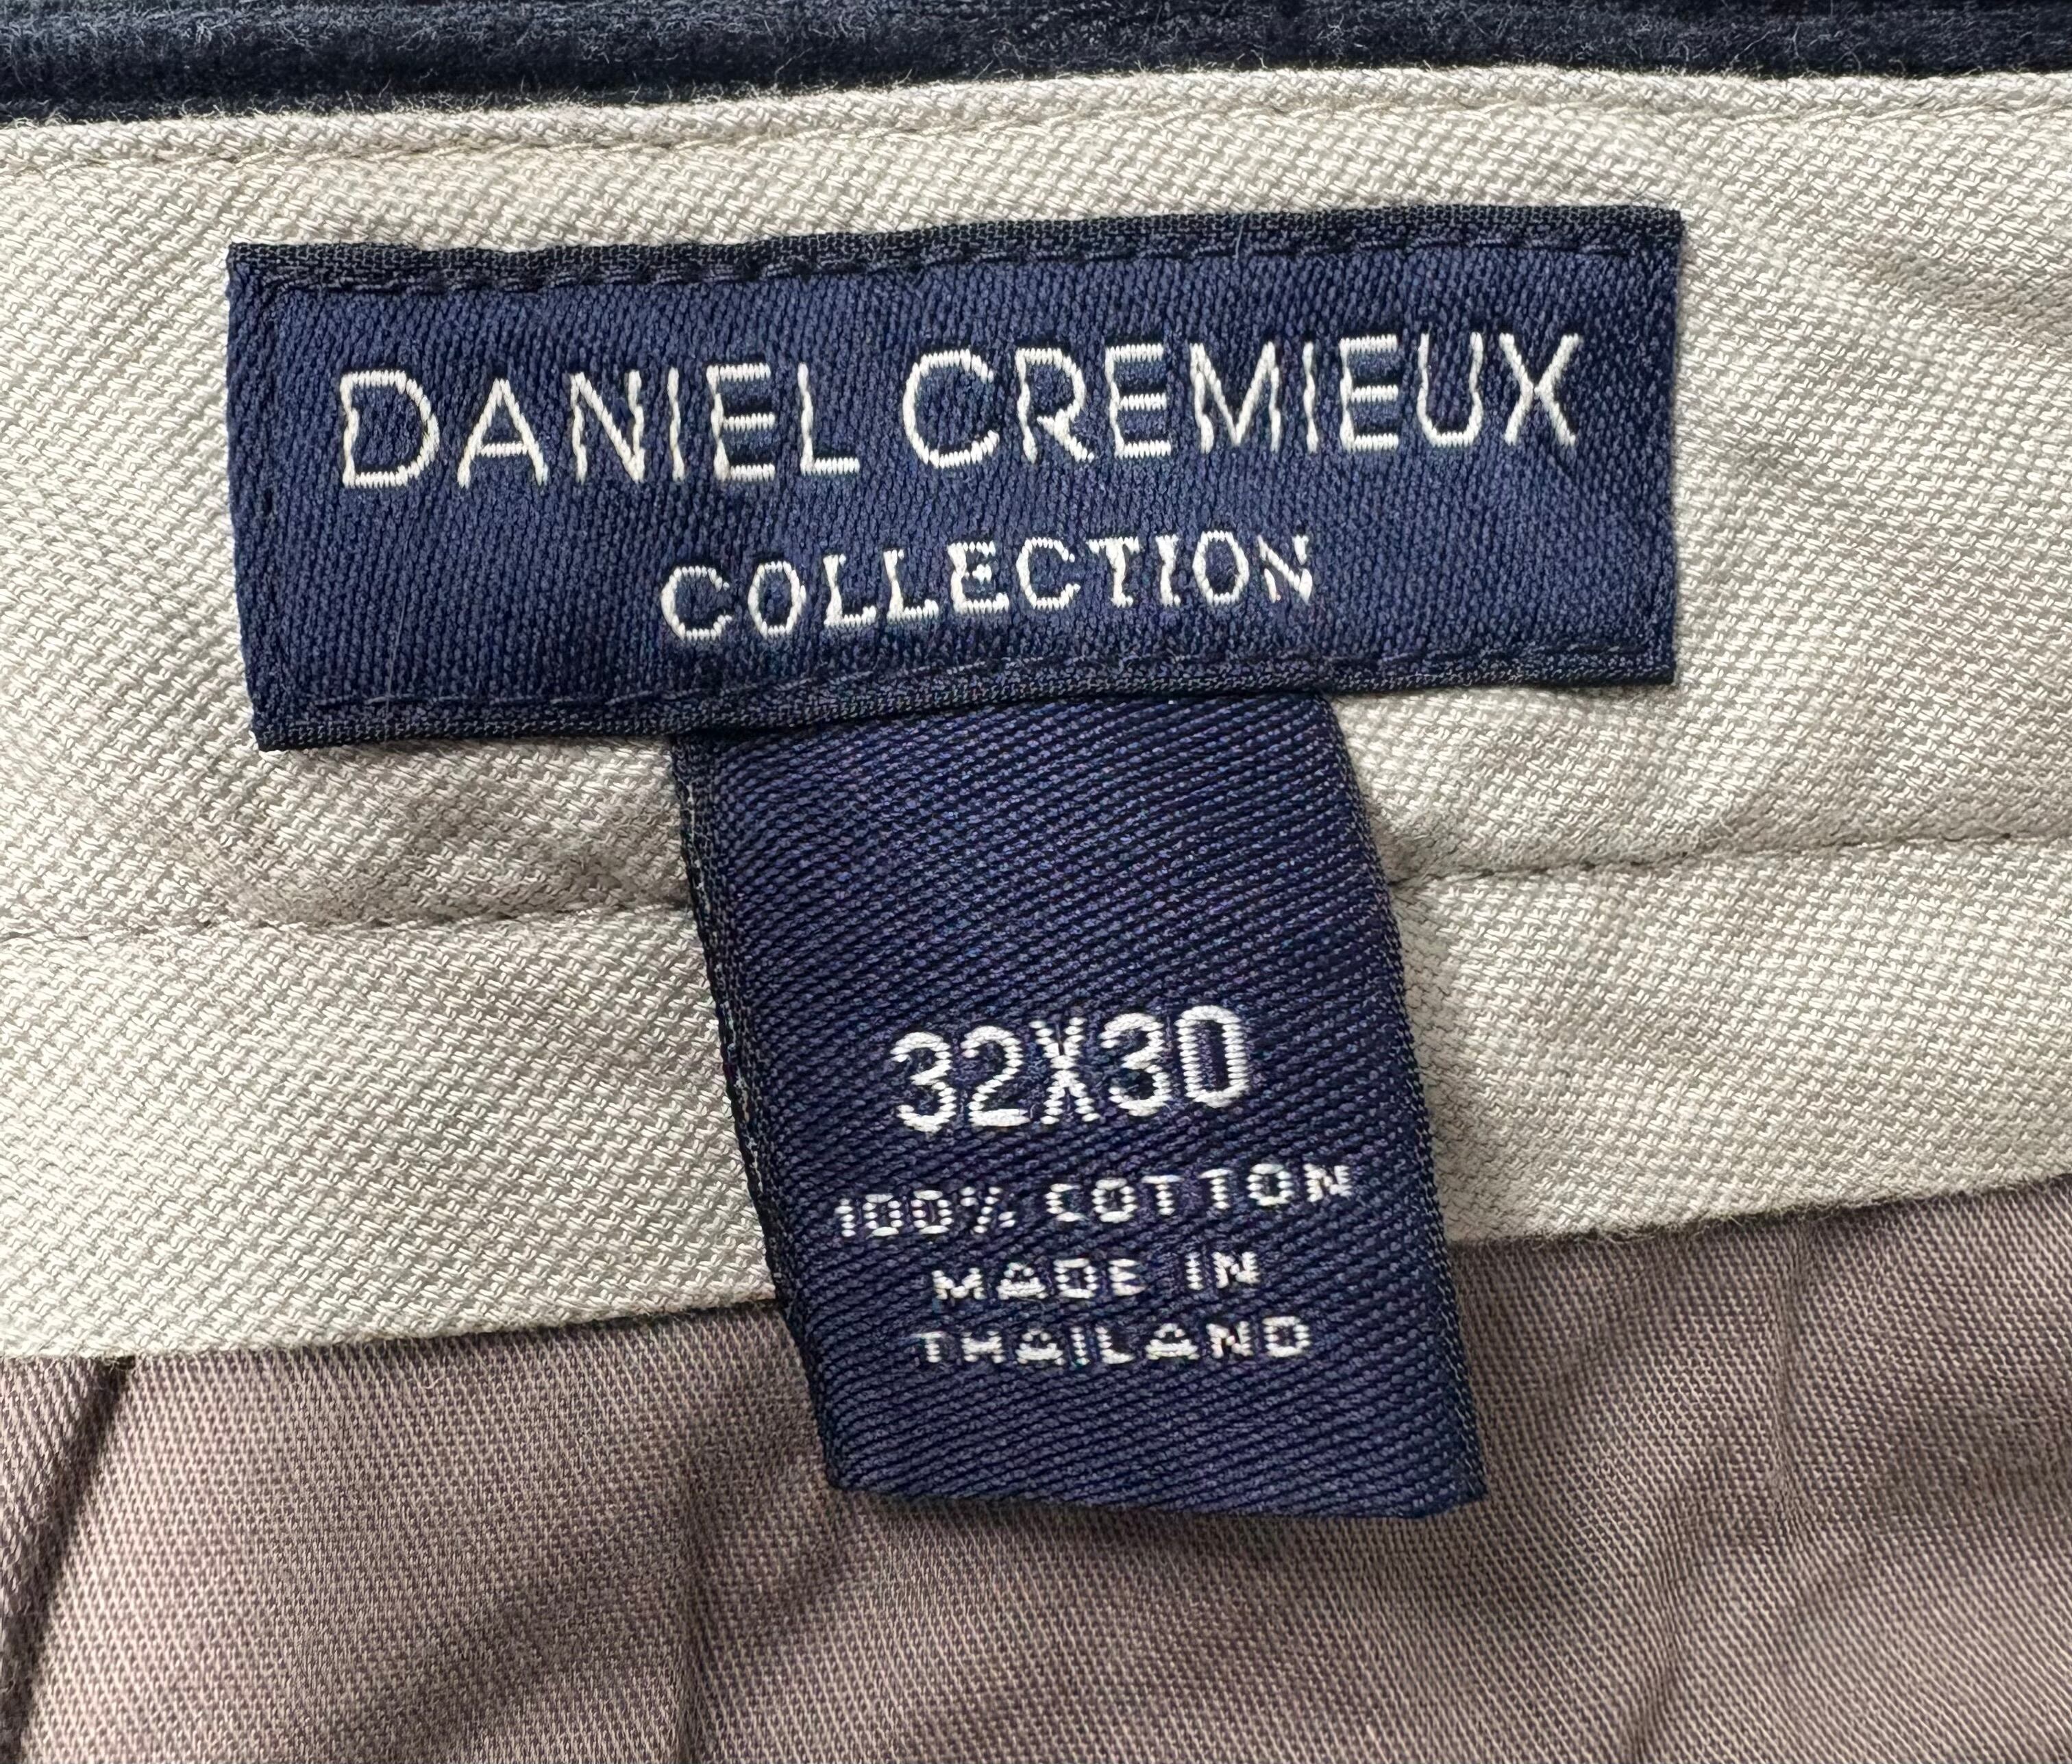 DANIEL CREMIEUX
COLLECTION
32X30
100% COTTON
MADE IN
THAILAND